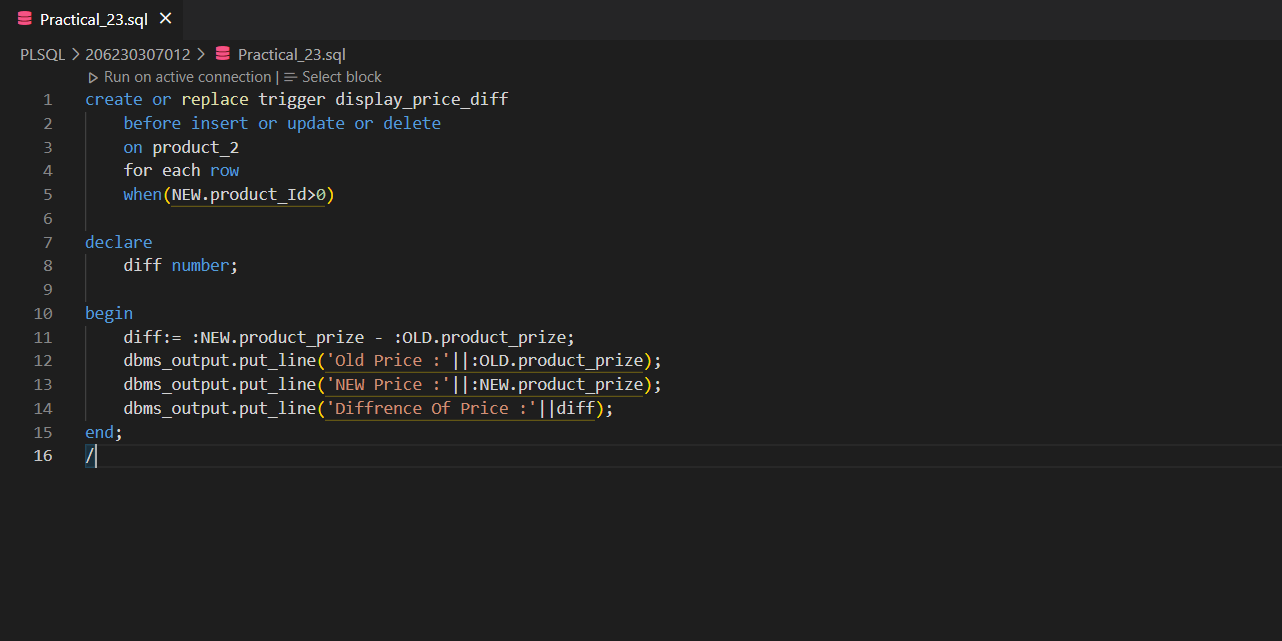 Practical_23.sql
PLSQL > 206230307012 > Practical_23.sql
Run on active connection | Select block
1 create or replace trigger display_price_diff
2 before insert or update or delete
3 on product_2
4 for each row
5 when(NEW.product_Id>0)
6
7 declare
8 diff number;
9
10 begin
11 diff:= :NEW.product_prize - :OLD.product_prize;
12 dbms_output.put_line('Old Price :'||:OLD.product_prize);
13 dbms_output.put_line('NEW Price :'||:NEW.product_prize);
14 dbms_output.put_line('Diffrence Of Price :'||diff);
15 end;
16 /